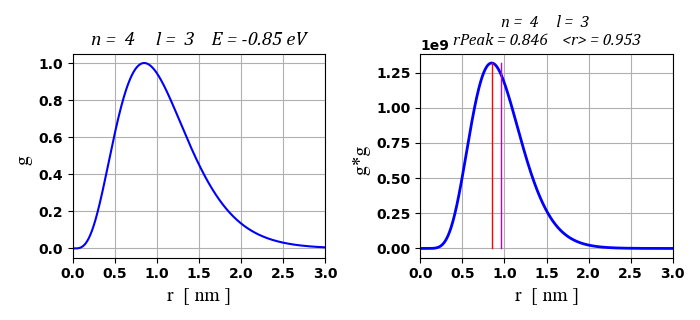 n = 4 l = 3 E = -0.85 eV
1.0
0.8
0.6
0.4
0.2
0.0
g
0.0 0.5 1.0 1.5 2.0 2.5 3.0
r [ nm ]
n = 4 l = 3
rPeak = 0.846 <r> = 0.953
1e9
1.25
1.00
0.75
0.50
0.25
0.00
g*g
0.0 0.5 1.0 1.5 2.0 2.5 3.0
r [ nm ]